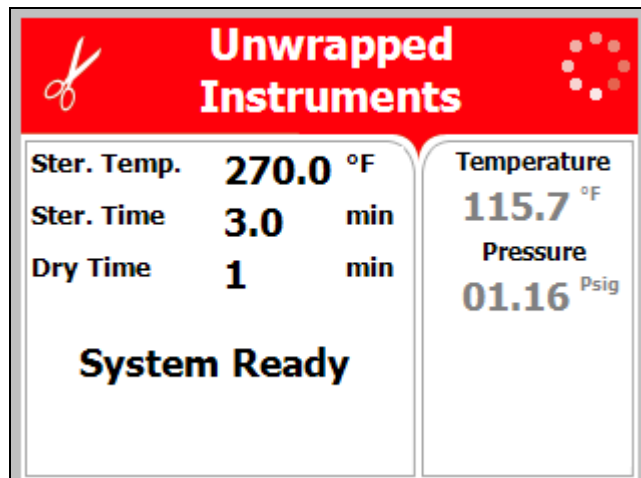 Unwrapped
Instruments
Ster. Temp. 270.0 °F
Ster. Time 3.0 min
Dry Time 1 min
System Ready
Temperature
115.7 °F
Pressure
01.16 Psig